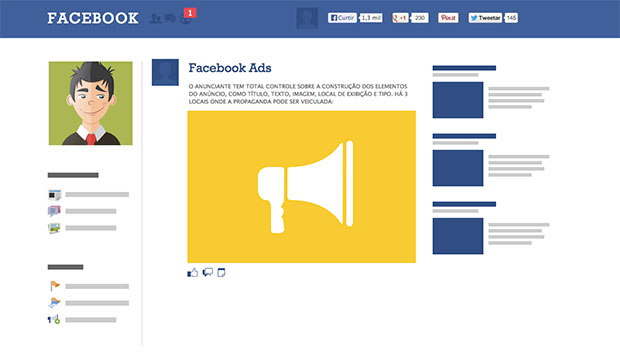 FACEBOOK
1
Curtir 1,3 mil
+1 230
Pin it
Tweetar 145
Facebook Ads
O ANUNCIANTE TEM TOTAL CONTROLE SOBRE A CONSTRUÇÃO DOS ELEMENTOS
DO ANÚNCIO, COMO TÍTULO, TEXTO, IMAGEM, LOCAL DE EXIBIÇÃO E TIPO. HÁ 3
LOCAIS ONDE A PROPAGANDA PODE SER VEICULADA: